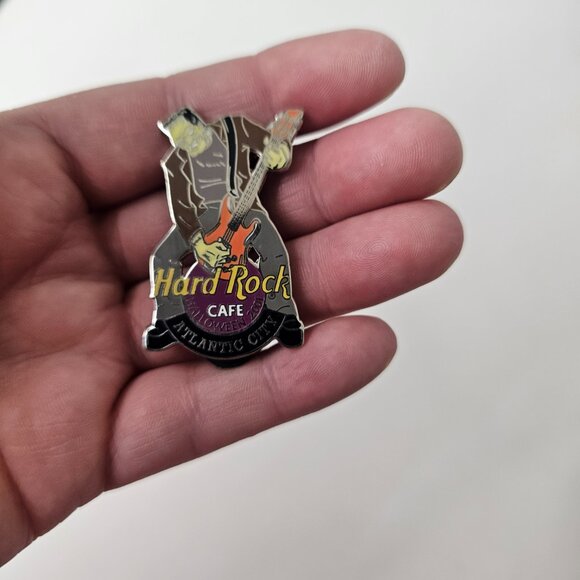 Hard Rock
CAFE
HALLOWEEN
ATLANTIC CITY